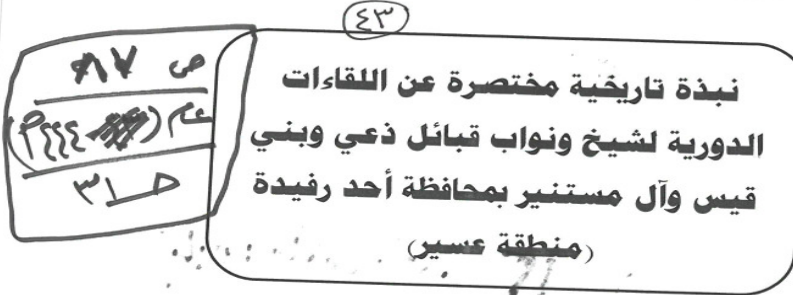 ٤٣
نبذة تاريخية مختصرة عن اللقاءات
الدورية لشيخ ونواب قبائل ذعي وبني
قيس وآل مستنير بمحافظة أحد رفيدة
(منطقة عسير)
ص ٨٧
عام